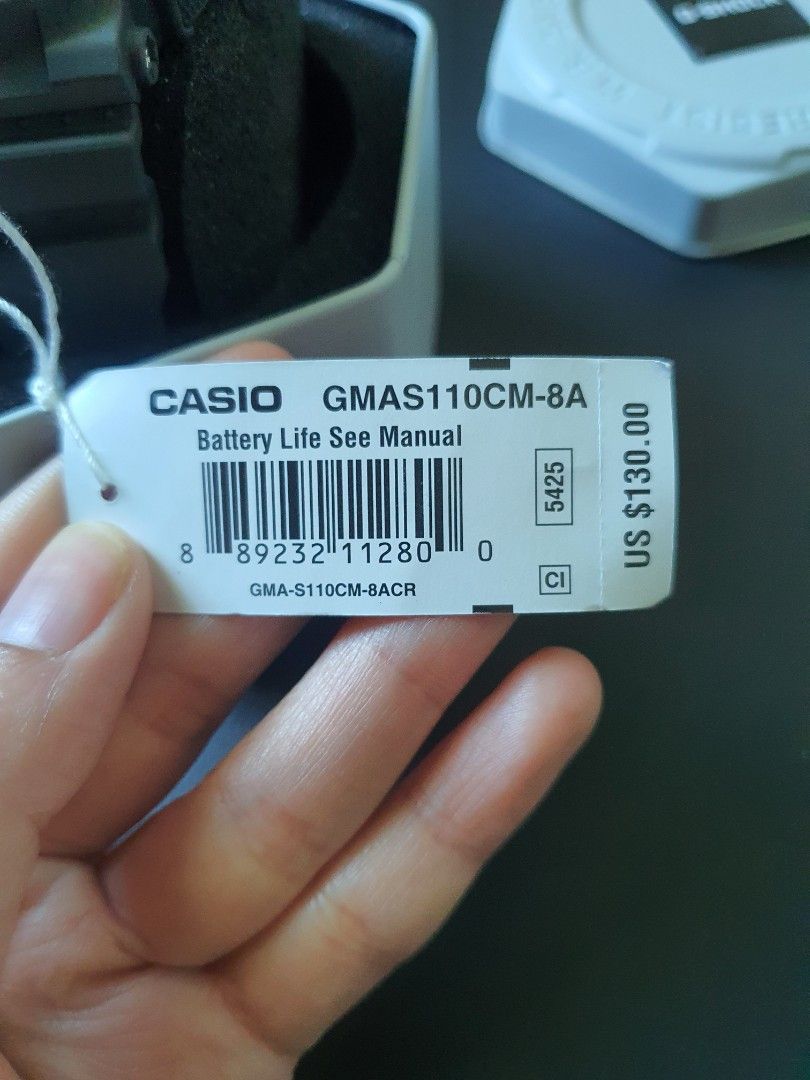 G-SHOCK
CASIO GMAS110CM-8A
Battery Life See Manual
8 89232 11280 0
GMA-S110CM-8ACR
5425
CI
US $130.00